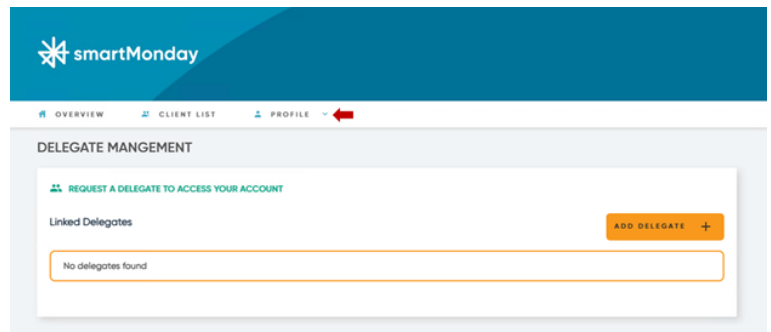 smartMonday
OVERVIEW CLIENT LIST PROFILE
DELEGATE MANGEMENT
REQUEST A DELEGATE TO ACCESS YOUR ACCOUNT
Linked Delegates
ADD DELEGATE +
No delegates found